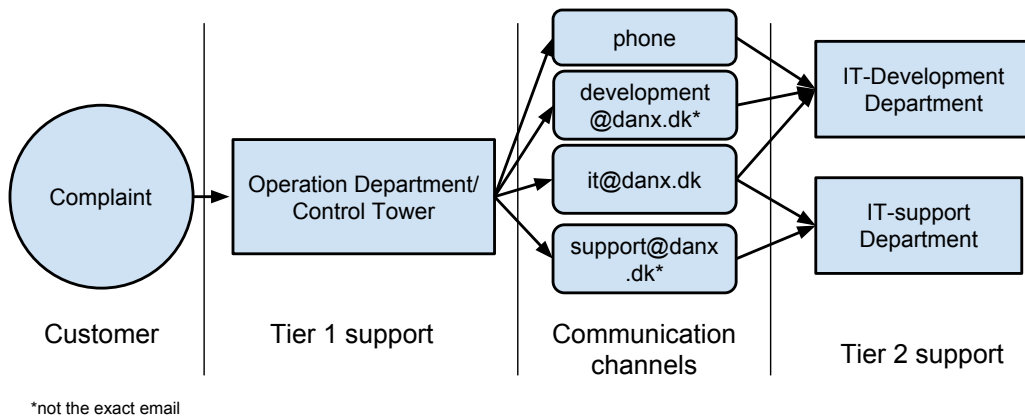 Complaint
Operation Department/
Control Tower
phone
development
@danx.dk*
it@danx.dk
support@danx
.dk*
IT-Development
Department
IT-support
Department
Customer
Tier 1 support
Communication
channels
Tier 2 support
*not the exact email